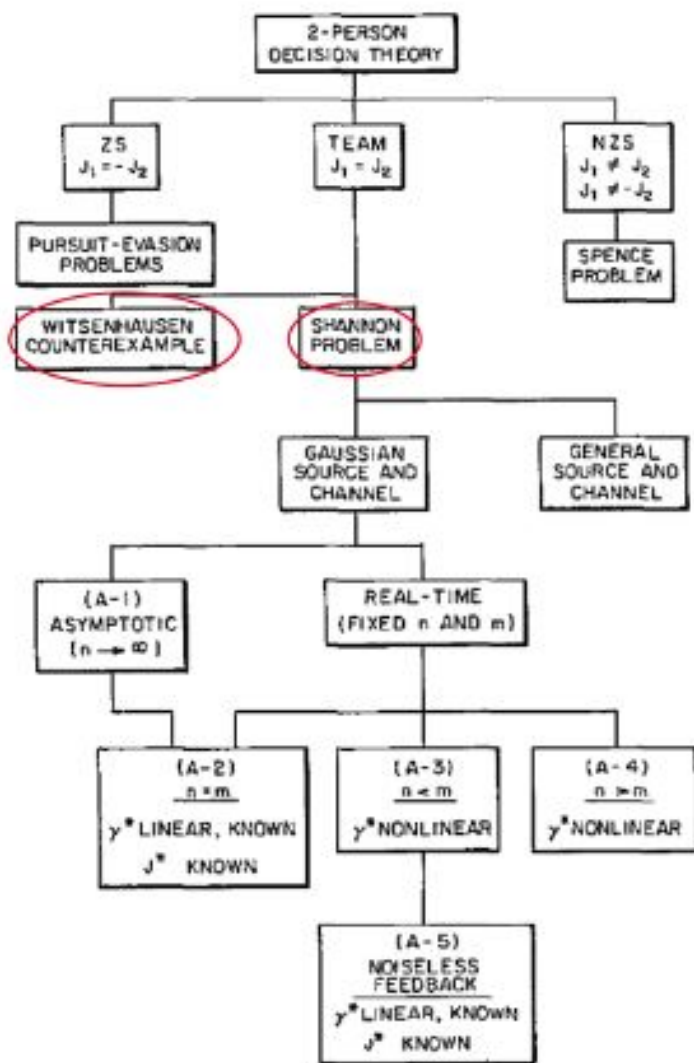 2-PERSON
DECISION THEORY
ZS
J₁ = -J₂
TEAM
J₁ = J₂
NZS
J₁ ≠ J₂
J₁ ≠ -J₂
PURSUIT-EVASION
PROBLEMS
SPENCE
PROBLEM
WITSENHAUSEN
COUNTEREXAMPLE
SHANNON
PROBLEM
GAUSSIAN
SOURCE AND
CHANNEL
GENERAL
SOURCE AND
CHANNEL
(A-1)
ASYMPTOTIC
(n → ∞)
REAL-TIME
(FIXED n AND m)
(A-2)
n = m
γ* LINEAR, KNOWN
J* KNOWN
(A-3)
n < m
γ* NONLINEAR
(A-4)
n > m
γ* NONLINEAR
(A-5)
NOISELESS
FEEDBACK
γ* LINEAR, KNOWN
J* KNOWN